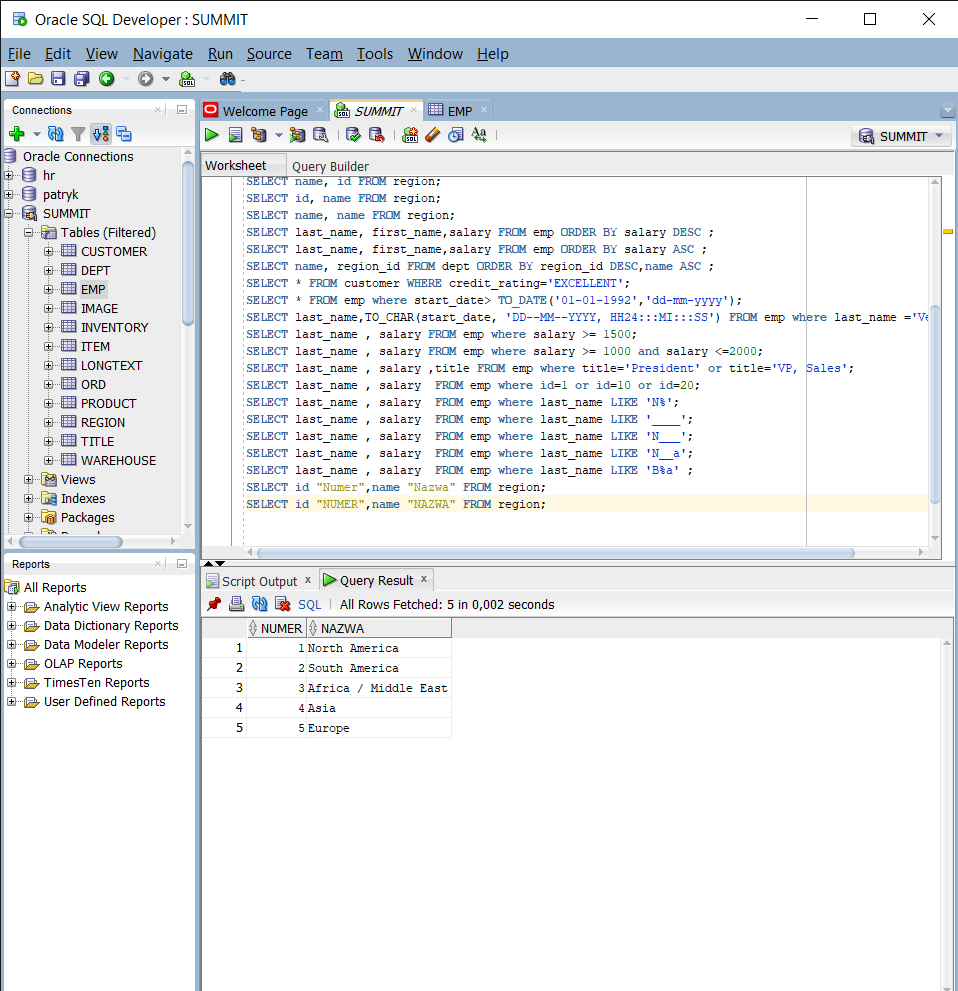 Oracle SQL Developer : SUMMIT
File Edit View Navigate Run Source Team Tools Window Help
Connections
Oracle Connections
hr
patryk
SUMMIT
Tables (Filtered)
CUSTOMER
DEPT
EMP
IMAGE
INVENTORY
ITEM
LONGTEXT
ORD
PRODUCT
REGION
TITLE
WAREHOUSE
Views
Indexes
Packages
Reports
All Reports
Analytic View Reports
Data Dictionary Reports
Data Modeler Reports
OLAP Reports
TimesTen Reports
User Defined Reports
Welcome Page SUMMIT EMP
SUMMIT
Worksheet Query Builder
SELECT name, id FROM region;
SELECT id, name FROM region;
SELECT name, name FROM region;
SELECT last_name, first_name,salary FROM emp ORDER BY salary DESC ;
SELECT last_name, first_name,salary FROM emp ORDER BY salary ASC ;
SELECT name, region_id FROM dept ORDER BY region_id DESC,name ASC ;
SELECT * FROM customer WHERE credit_rating='EXCELLENT';
SELECT * FROM emp where start_date> TO_DATE('01-01-1992','dd-mm-yyyy');
SELECT last_name,TO_CHAR(start_date, 'DD--MM--YYYY, HH24:::MI:::SS') FROM emp where last_name ='Ve
SELECT last_name , salary FROM emp where salary >= 1500;
SELECT last_name , salary FROM emp where salary >= 1000 and salary <=2000;
SELECT last_name , salary ,title FROM emp where title='President' or title='VP, Sales';
SELECT last_name , salary  FROM emp where id=1 or id=10 or id=20;
SELECT last_name , salary  FROM emp where last_name LIKE 'N%';
SELECT last_name , salary  FROM emp where last_name LIKE '____';
SELECT last_name , salary  FROM emp where last_name LIKE 'N___';
SELECT last_name , salary  FROM emp where last_name LIKE 'N__a';
SELECT last_name , salary  FROM emp where last_name LIKE 'B%a' ;
SELECT id "Numer",name "Nazwa" FROM region;
SELECT id "NUMER",name "NAZWA" FROM region;
Script Output x Query Result x
SQL | All Rows Fetched: 5 in 0,002 seconds
NUMER NAZWA
1 1 North America
2 2 South America
3 3 Africa / Middle East
4 4 Asia
5 5 Europe